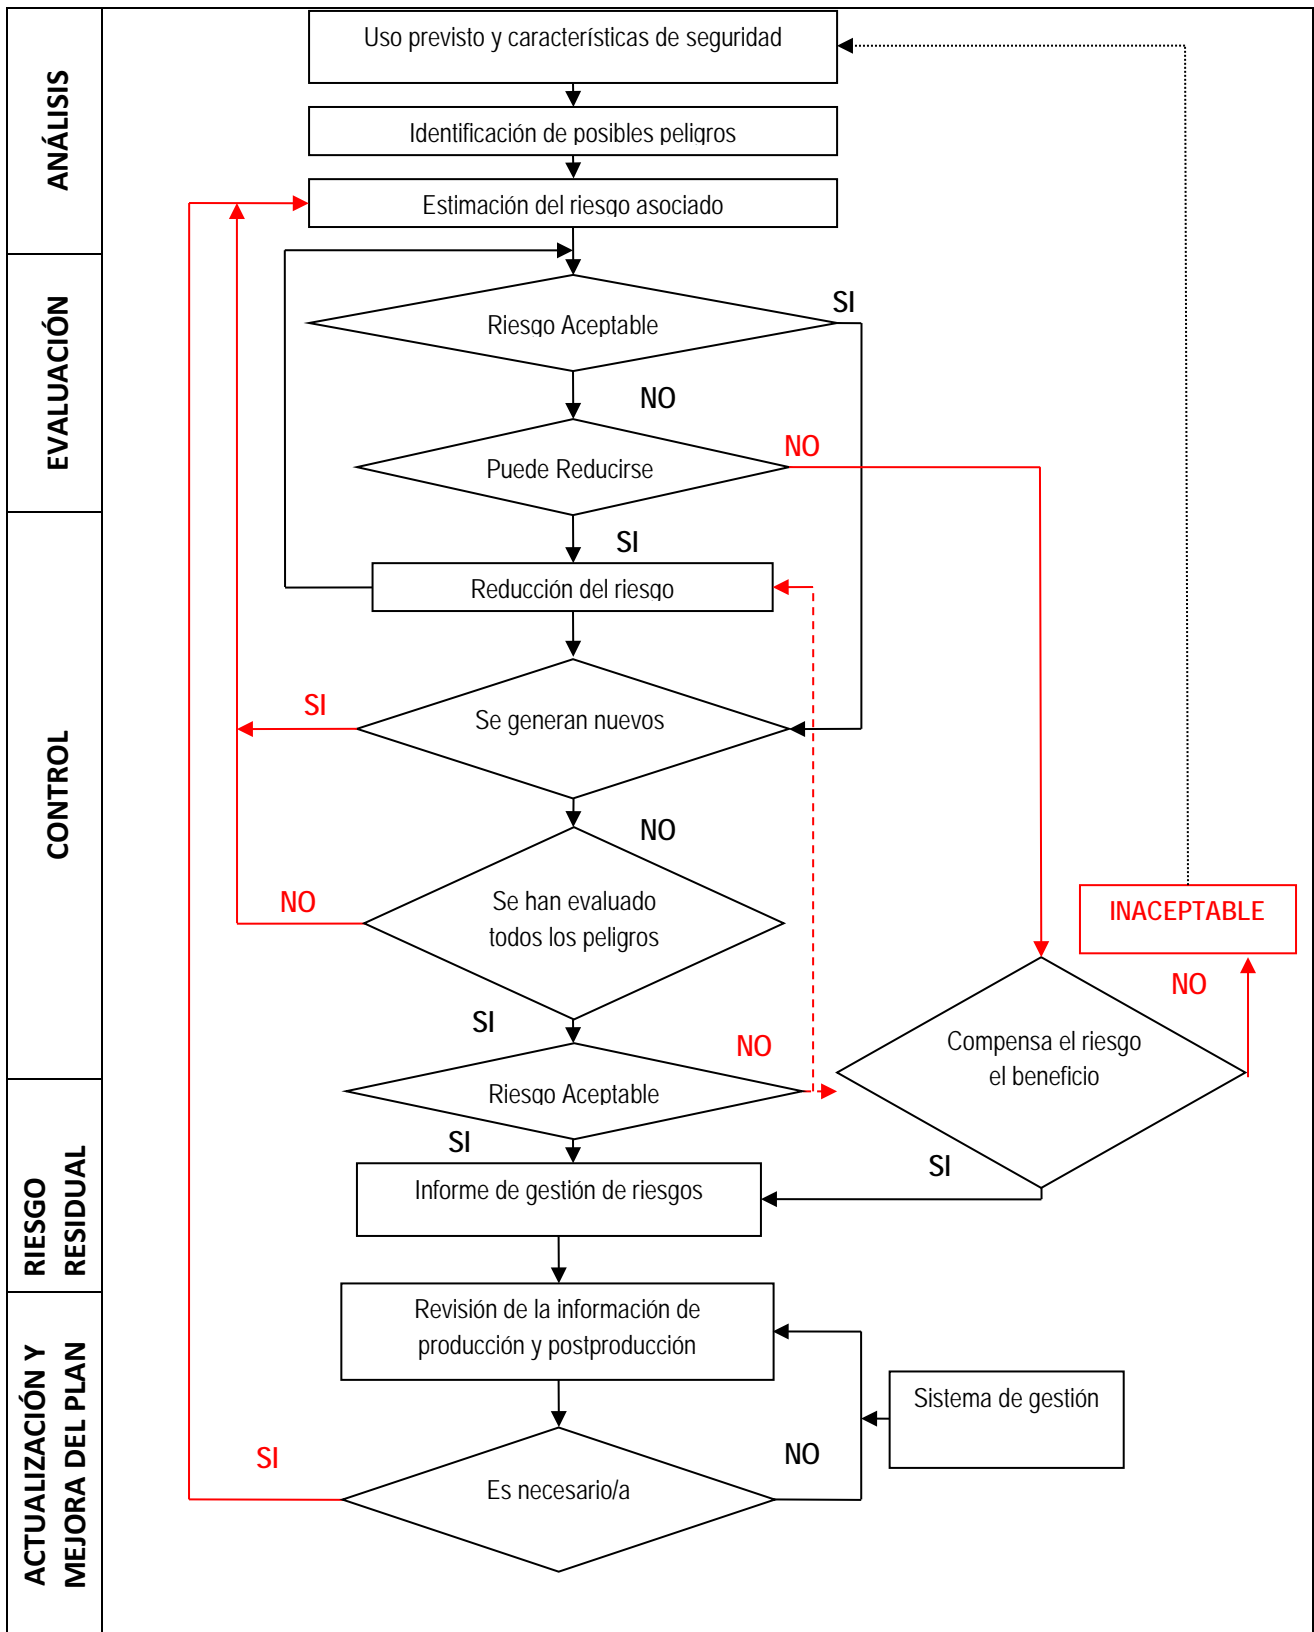 ANÁLISIS
Uso previsto y características de seguridad
Identificación de posibles peligros
Estimación del riesgo asociado
EVALUACIÓN
Riesgo Aceptable
SI
NO
Puede Reducirse
NO
SI
CONTROL
Reducción del riesgo
Se generan nuevos
SI
NO
Se han evaluado
todos los peligros
NO
SI
INACEPTABLE
NO
Compensa el riesgo
el beneficio
SI
Riesgo Aceptable
NO
SI
RIESGO
RESIDUAL
Informe de gestión de riesgos
ACTUALIZACIÓN Y
MEJORA DEL PLAN
Revisión de la información de
producción y postproducción
Sistema de gestión
Es necesario/a
SI
NO